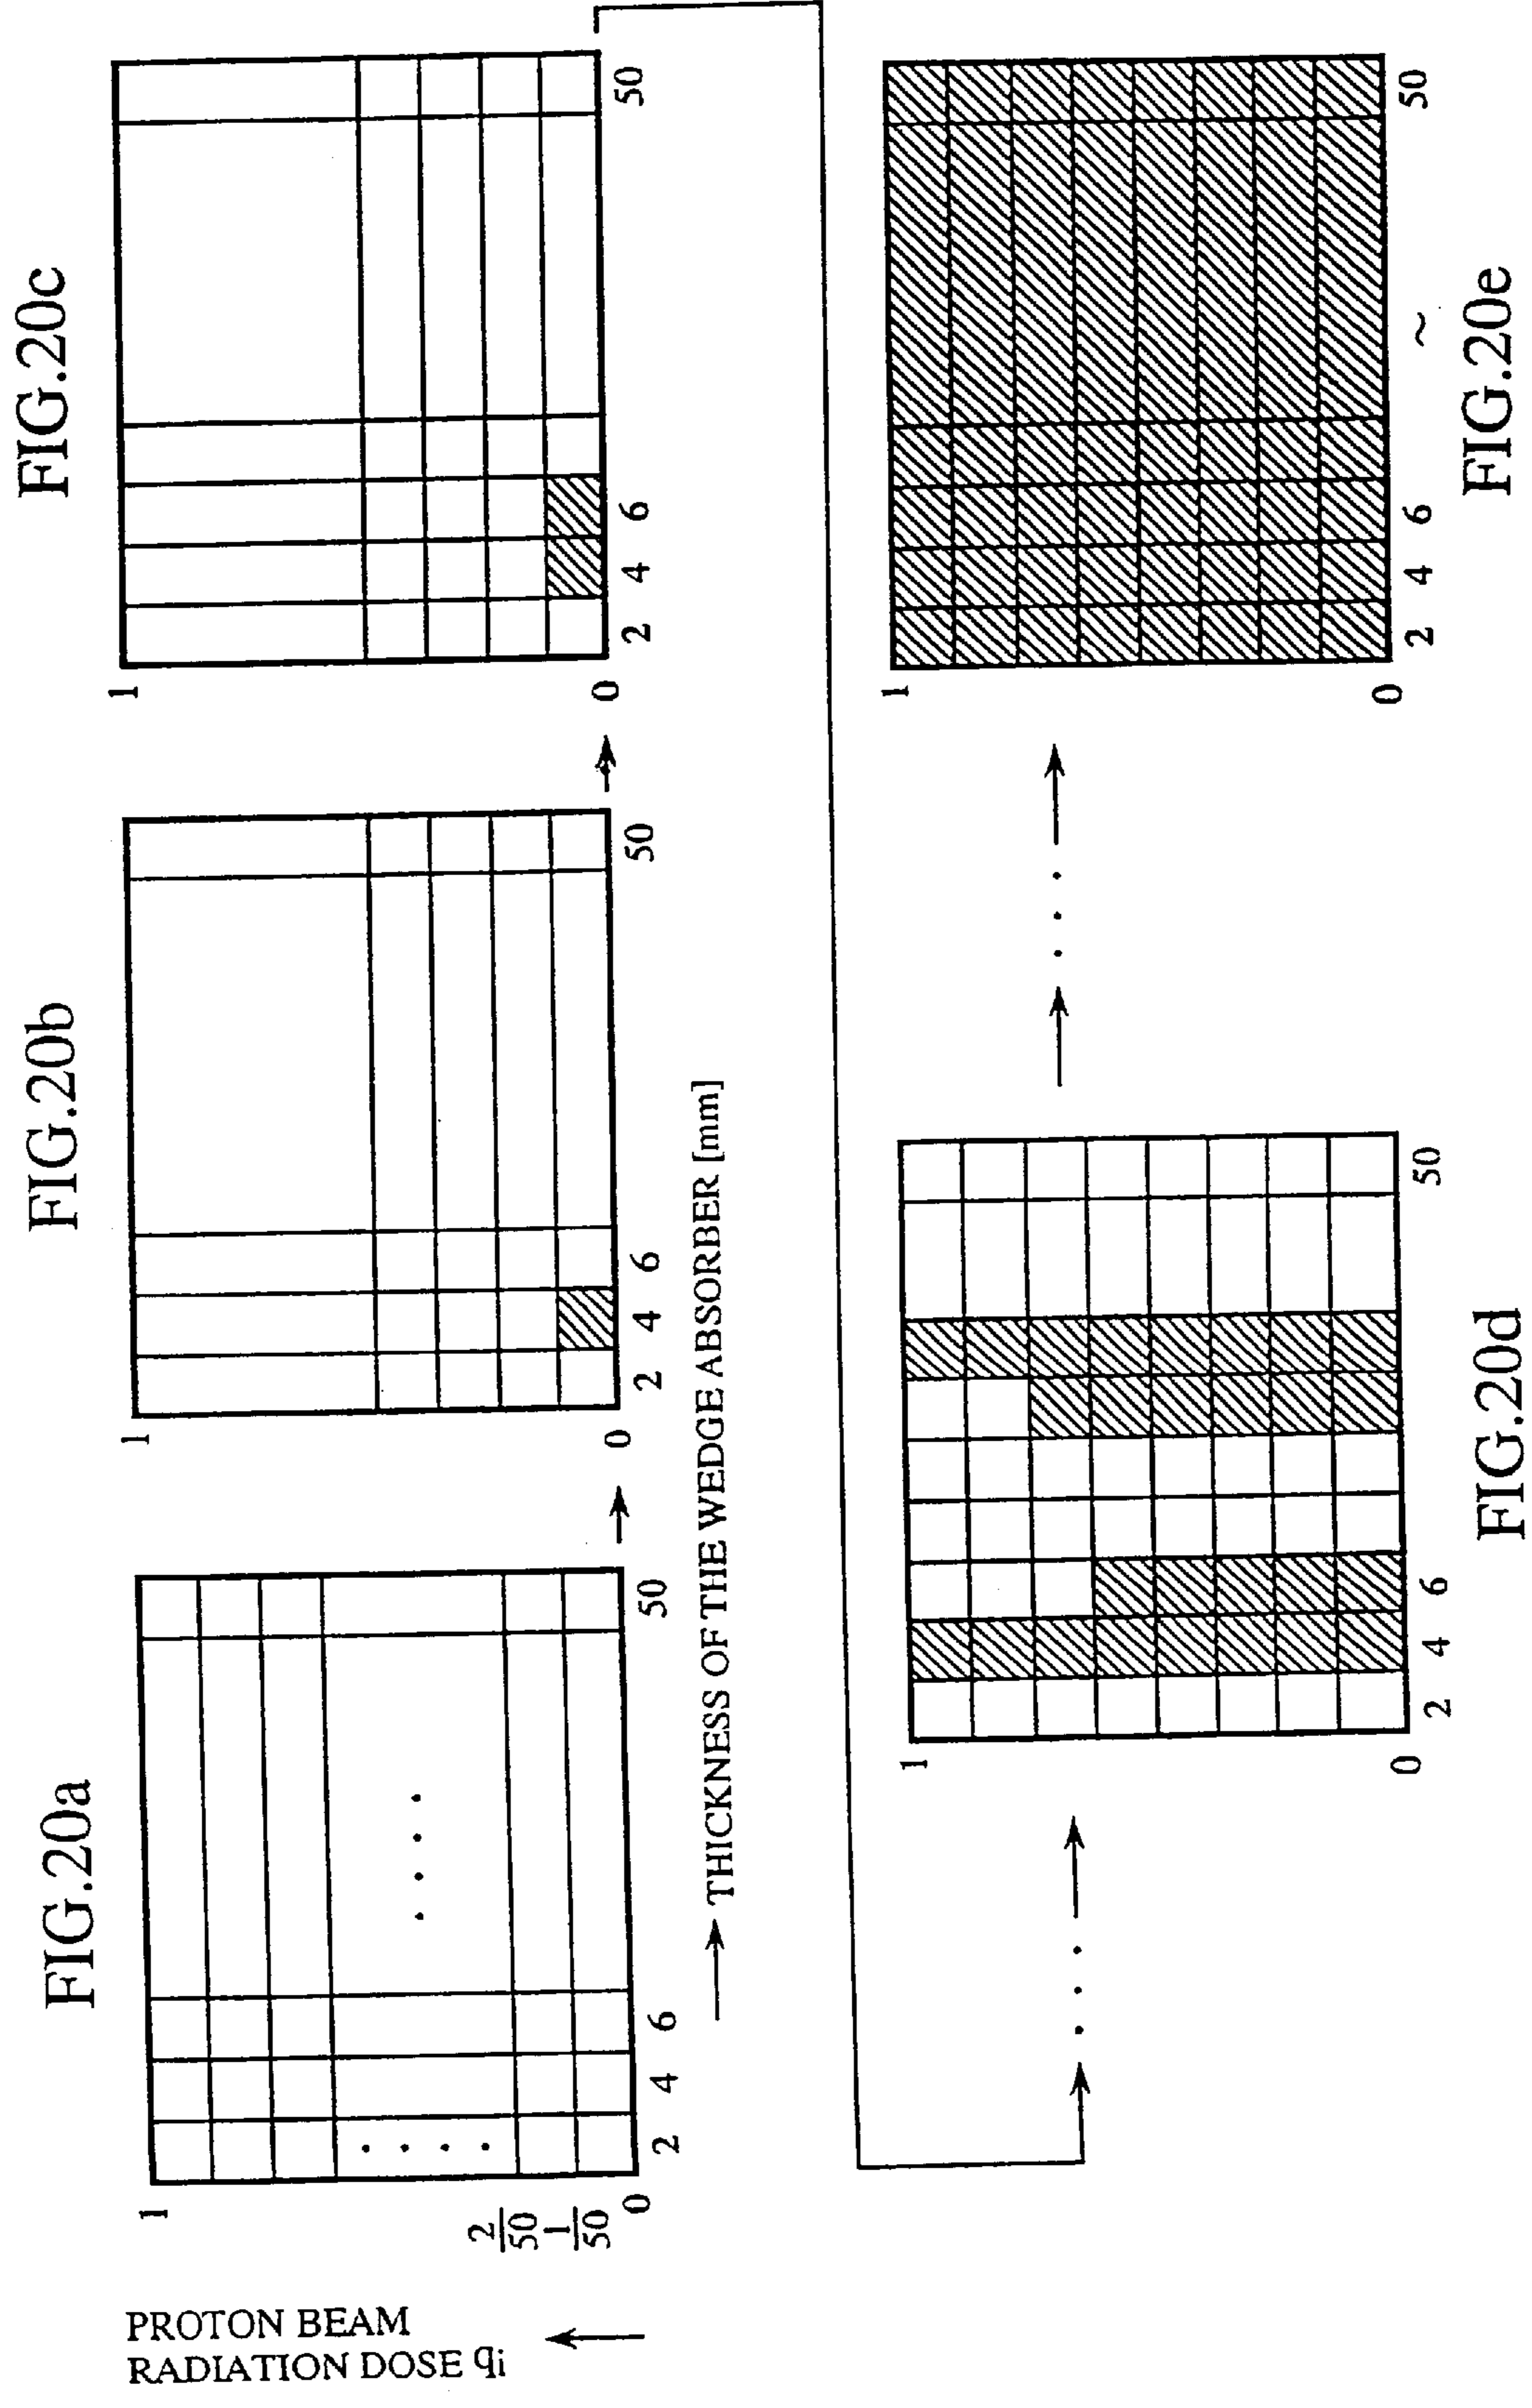 FIG.20a
1
2/50
1/50
0
2 4 6 50
PROTON BEAM
RADIATION DOSE qi
THICKNESS OF THE WEDGE ABSORBER [mm]
FIG.20b
1
0
2 4 6 50
FIG.20c
1
0
2 4 6 50
1
0
2 4 6 50
FIG.20d
1
0
2 4 6 ~ 50
FIG.20e